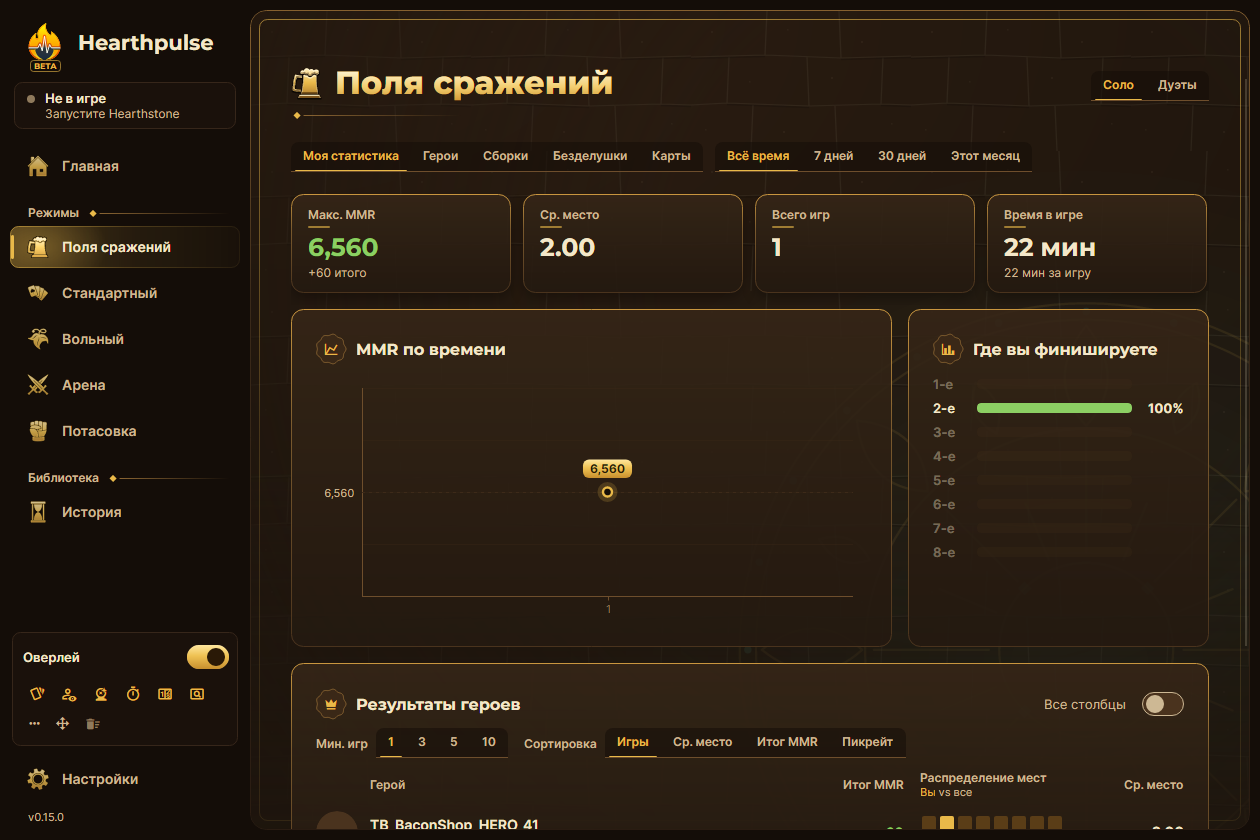 Hearthpulse
BETA
Не в игре
Запустите Hearthstone
Главная
Режимы
Поля сражений
Стандартный
Вольный
Арена
Потасовка
Библиотека
История
Оверлей
Настройки
v0.15.0
Поля сражений
Соло Дуэты
Моя статистика Герои Сборки Безделушки Карты
Всё время 7 дней 30 дней Этот месяц
Макс. MMR
6,560
+60 итого
Ср. место
2.00
Всего игр
1
Время в игре
22 мин
22 мин за игру
MMR по времени
6,560
6,560
1
Где вы финишируете
1-е
2-е 100%
3-е
4-е
5-е
6-е
7-е
8-е
Результаты героев
Все столбцы
Мин. игр 1 3 5 10 Сортировка Игры Ср. место Итог MMR Пикрейт
Герой Итог MMR Распределение мест Ср. место
Вы vs все
TB_BaconShop_HERO_41